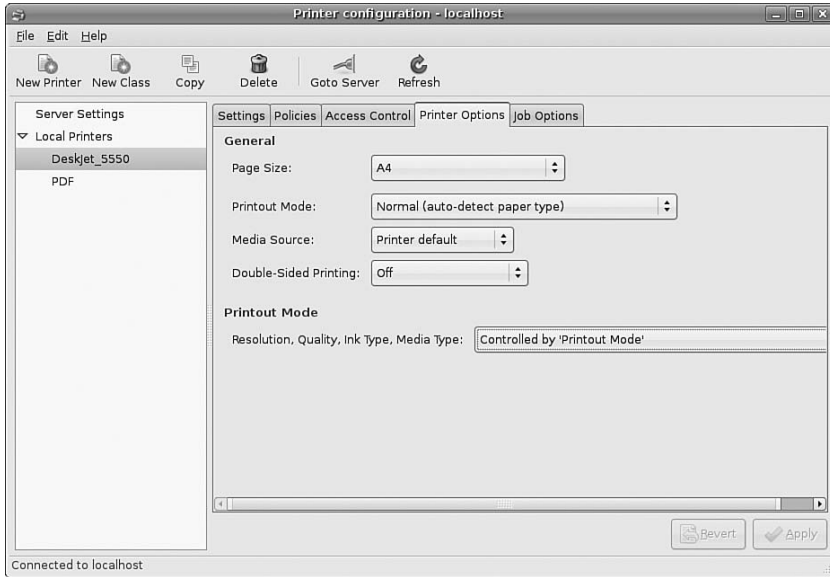 Printer configuration - localhost
File Edit Help
New Printer New Class Copy Delete Goto Server Refresh
Server Settings
Local Printers
DeskJet_5550
PDF
Settings Policies Access Control Printer Options Job Options
General
Page Size: A4
Printout Mode: Normal (auto-detect paper type)
Media Source: Printer default
Double-Sided Printing: Off
Printout Mode
Resolution, Quality, Ink Type, Media Type: Controlled by 'Printout Mode'
Revert Apply
Connected to localhost